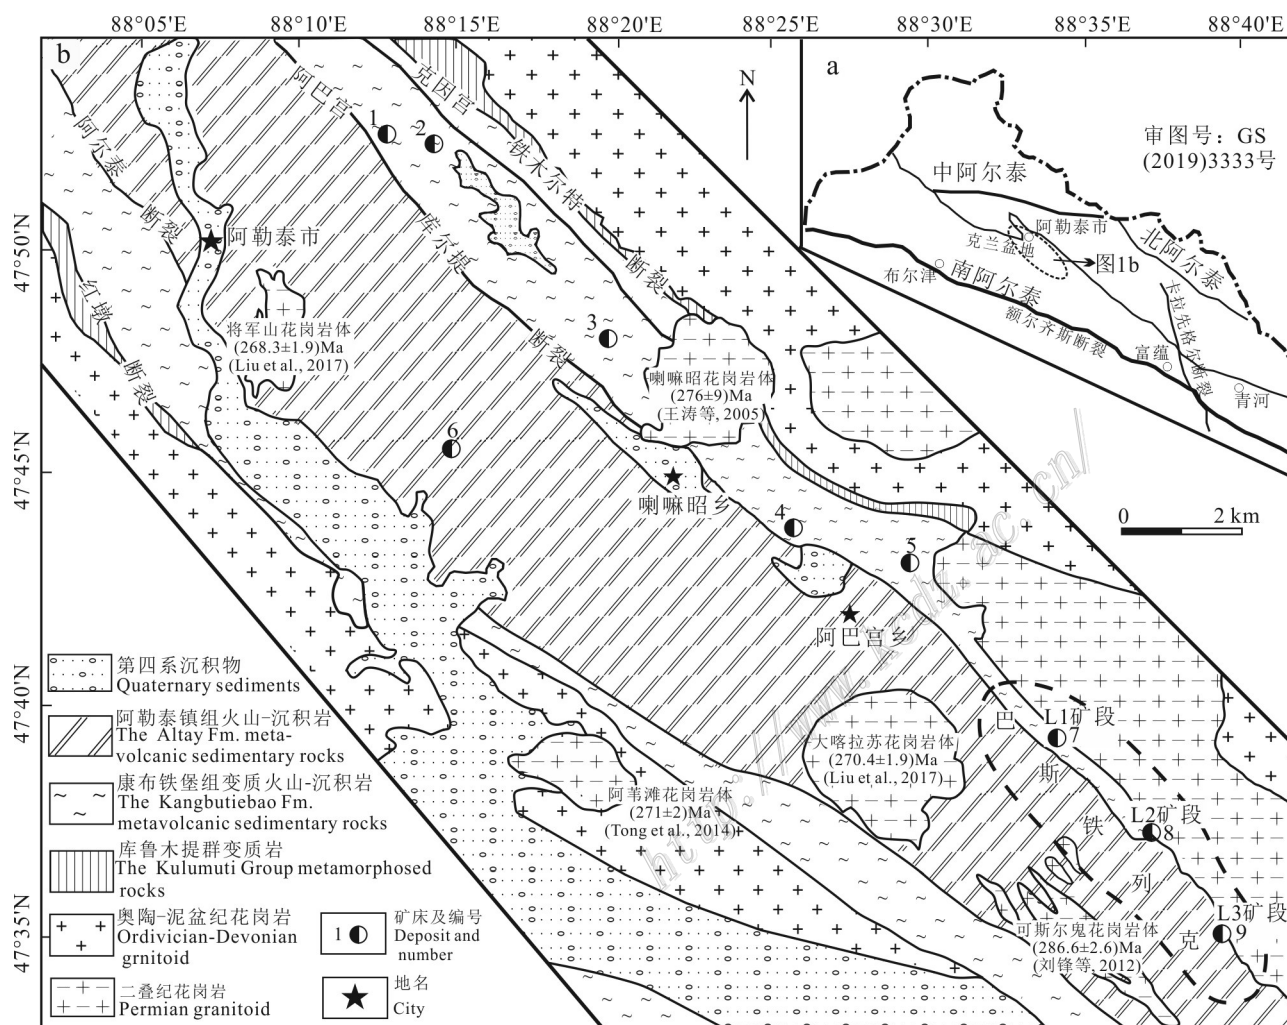 88°05'E 88°10'E 88°15'E 88°20'E 88°25'E 88°30'E 88°35'E 88°40'E
47°50'N
47°45'N
47°40'N
47°35'N
b
阿巴宫
克因宫
铁木尔特
断裂
阿尔泰
断裂
库尔提
断裂
红墩
断裂
1
2
3
4
5
6
阿勒泰市
将军山花岗岩体
(268.3±1.9)Ma
(Liu et al., 2017)
喇嘛昭花岗岩体
(276±9)Ma
(王涛等, 2005)
喇嘛昭乡
阿巴宫乡
大喀拉苏花岗岩体
(270.4±1.9)Ma
(Liu et al., 2017)
阿苇滩花岗岩体
(271±2)Ma
(Tong et al., 2014)
可斯尔鬼花岗岩体
(286.6±2.6)Ma
(刘锋等, 2012)
巴
斯
铁
列
克
L1矿段
7
L2矿段
8
L3矿段
9
N
a
审图号：GS
(2019)3333号
中阿尔泰
阿勒泰市
克兰盆地
北阿尔泰
图1b
布尔津
南阿尔泰
额尔齐斯断裂
卡拉先格尔断裂
富蕴
青河
0 2 km
http://www.kcdz.ac.cn/
第四系沉积物
Quaternary sediments
阿勒泰镇组火山-沉积岩
The Altay Fm. meta-
volcanic sedimentary rocks
康布铁堡组变质火山-沉积岩
The Kangbutiebao Fm.
metavolcanic sedimentary rocks
库鲁木提群变质岩
The Kulumuti Group metamorphosed
rocks
奥陶-泥盆纪花岗岩
Ordivician-Devonian
grnitoid
二叠纪花岗岩
Permian granitoid
1
矿床及编号
Deposit and
number
地名
City